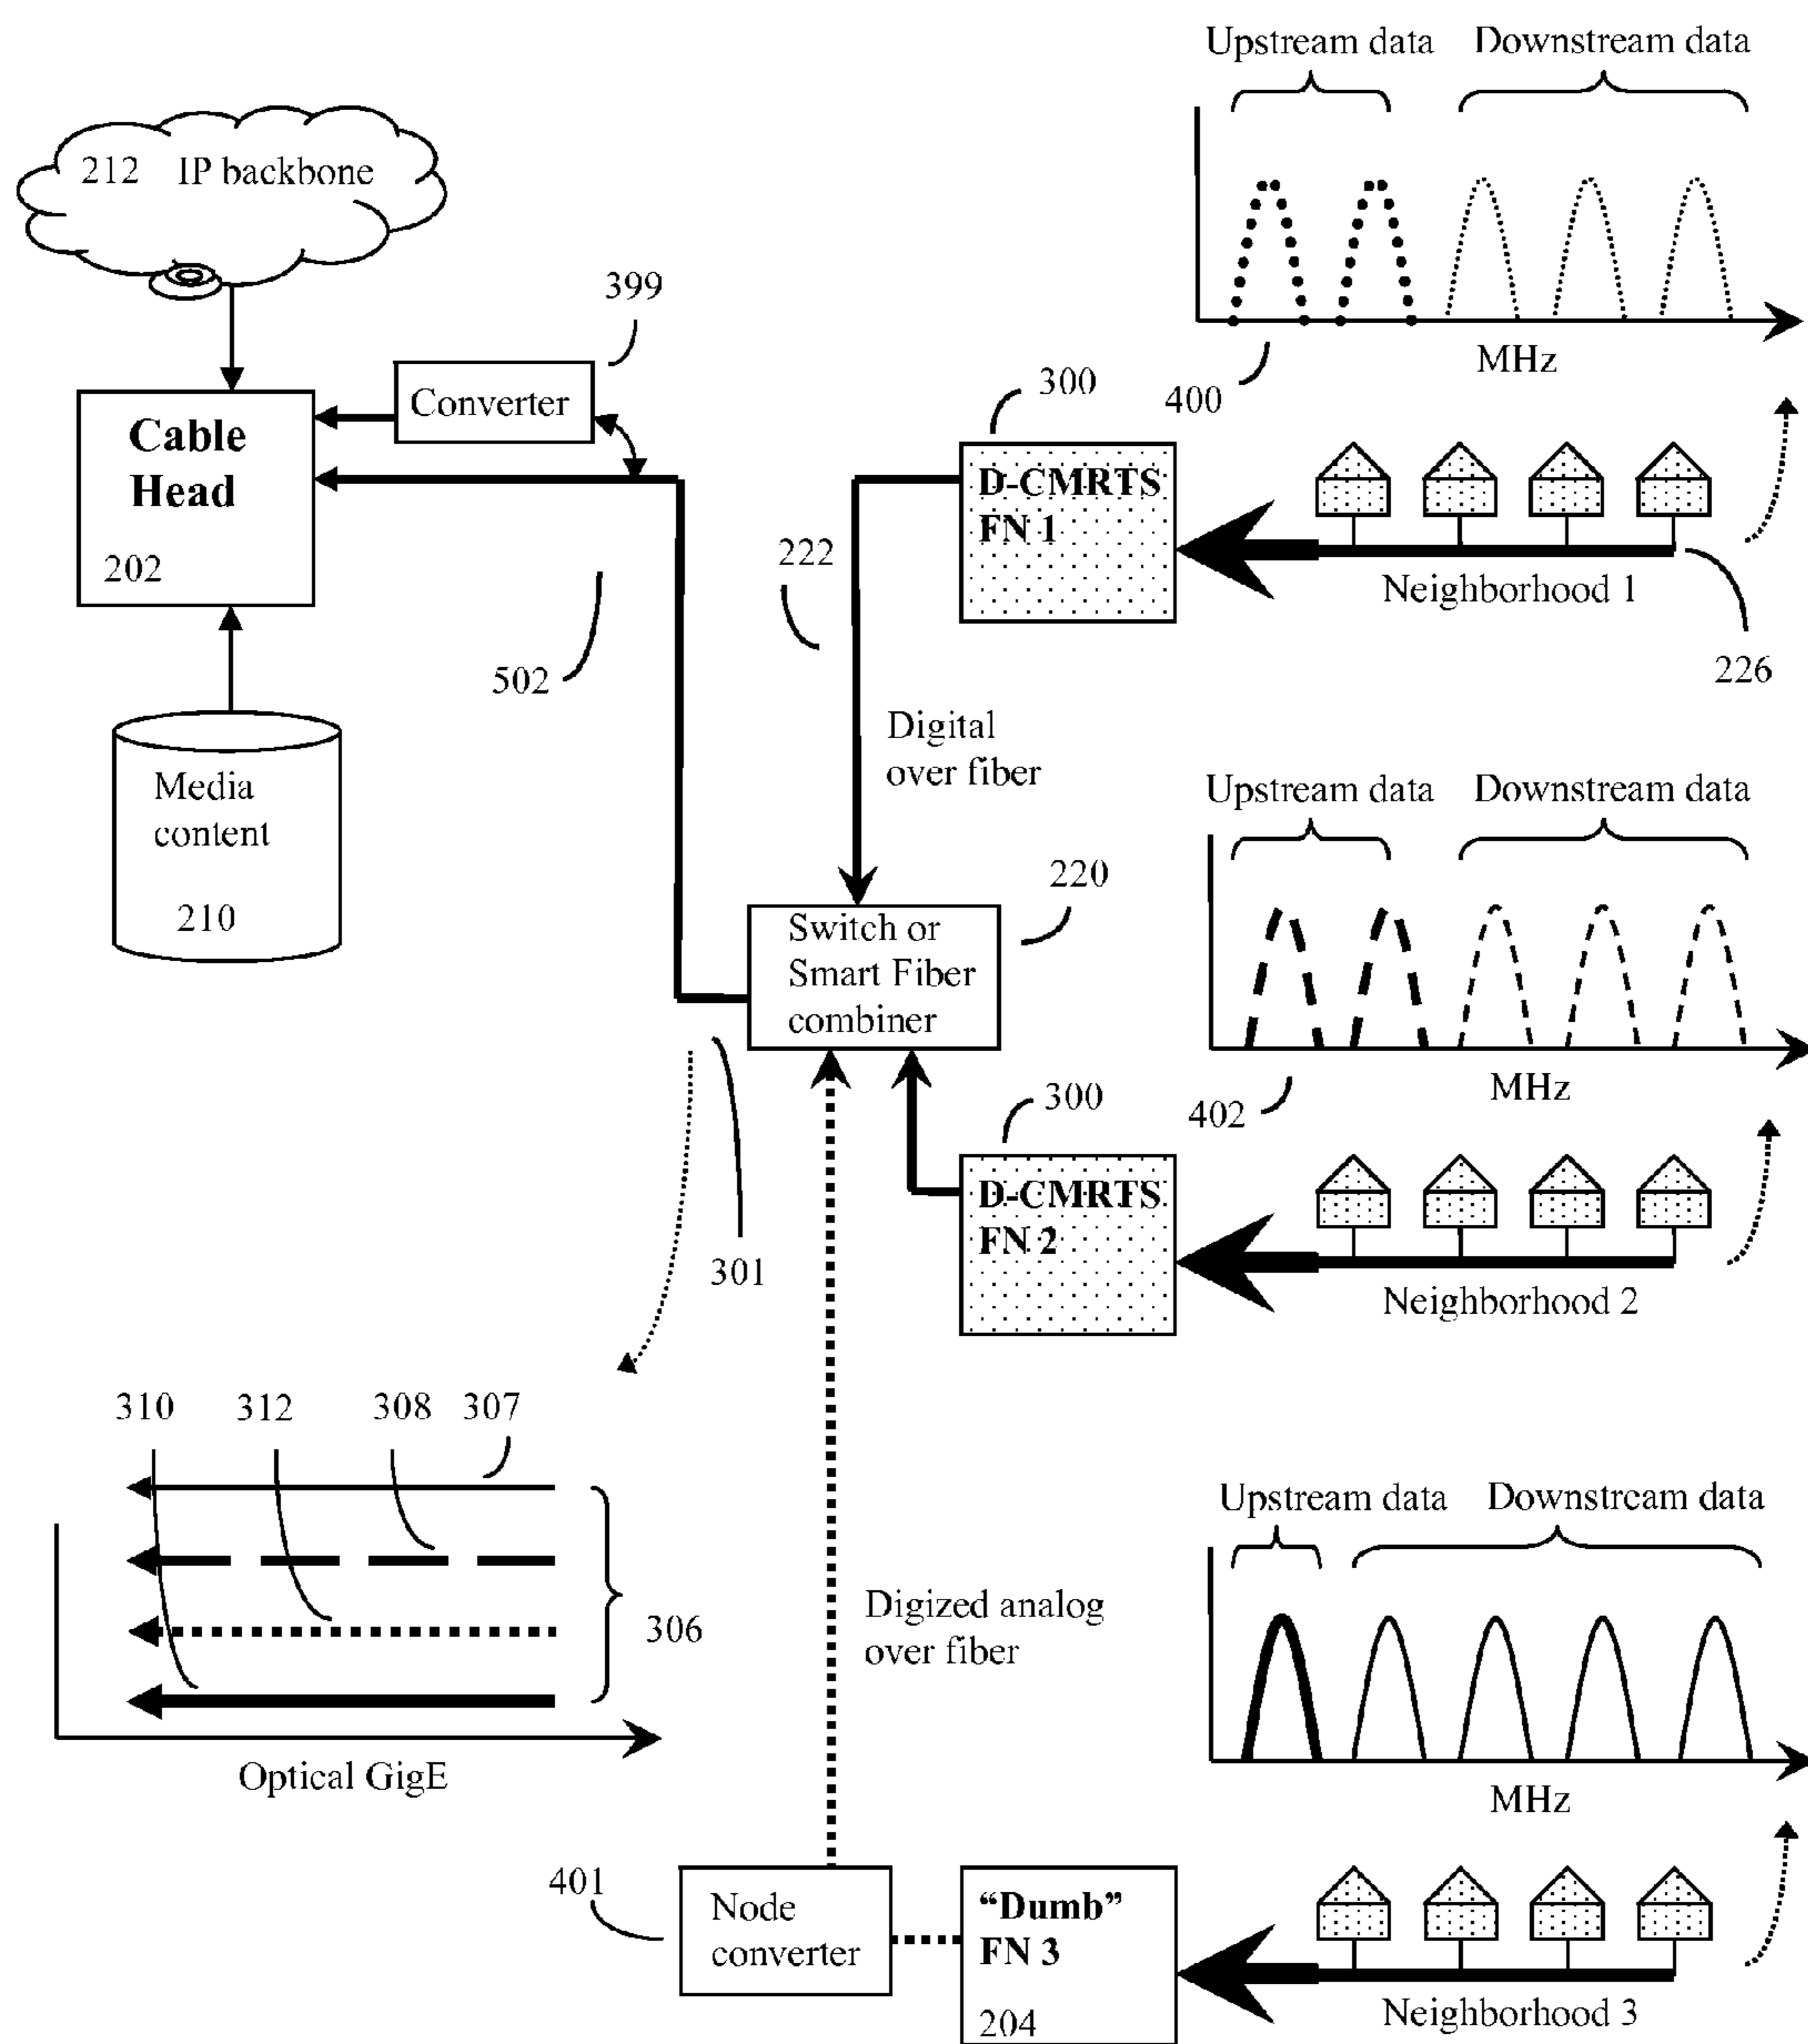 Upstream data Downstream data
212 IP backbone
399
MHz
400
Converter
Cable
Head
202
300
D-CMRTS
FN 1
222
Neighborhood 1
226
502
Digital
over fiber
Media
content
210
Upstream data Downstream data
220
Switch or
Smart Fiber
combiner
MHz
402
300
D-CMRTS
FN 2
Neighborhood 2
301
310 312 308 307
306
Optical GigE
Upstream data Downstream data
Digized analog
over fiber
MHz
401
Node
converter
“Dumb”
FN 3
204
Neighborhood 3